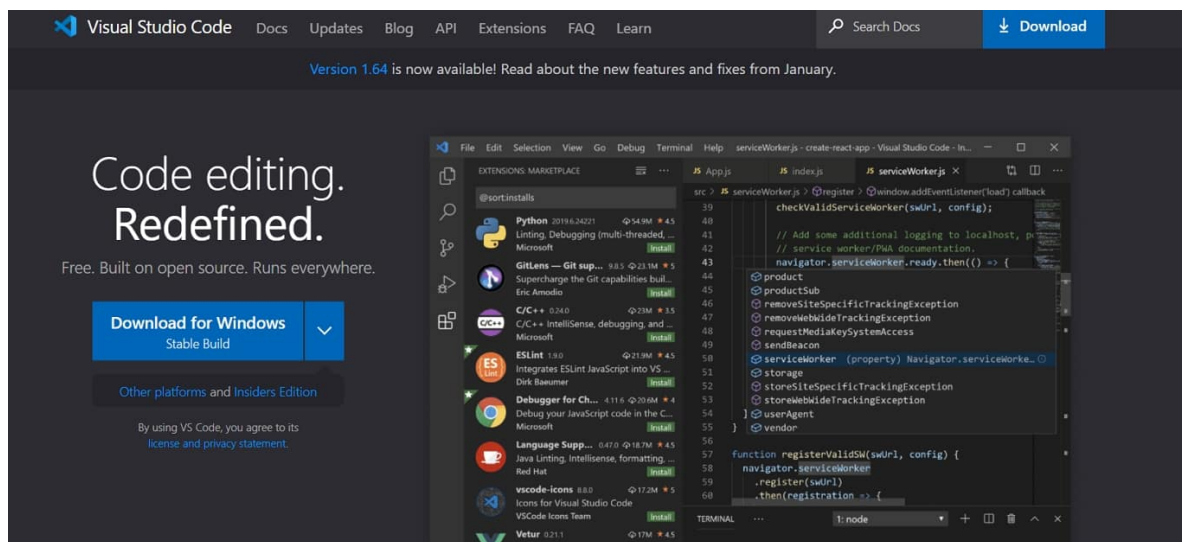 Visual Studio Code Docs Updates Blog API Extensions FAQ Learn Search Docs Download
Version 1.64 is now available! Read about the new features and fixes from January.
Code editing.
Redefined.
Free. Built on open source. Runs everywhere.
Download for Windows
Stable Build
Other platforms and Insiders Edition
By using VS Code, you agree to its
license and privacy statement.
File Edit Selection View Go Debug Terminal Help serviceWorker.js - create-react-app - Visual Studio Code - In...
EXTENSIONS: MARKETPLACE
@sort:installs
Python 2019.6.24221 54.9M 4.5
Linting, Debugging (multi-threaded, ...
Microsoft Install
GitLens — Git sup... 9.8.5 23.1M 5
Supercharge the Git capabilities buil...
Eric Amodio Install
C/C++ 0.24.0 23M 3.5
C/C++ IntelliSense, debugging, and ...
Microsoft Install
ESLint 1.9.0 21.9M 4.5
Integrates ESLint JavaScript into VS ...
Dirk Baeumer Install
Debugger for Ch... 4.11.6 20.6M 4
Debug your JavaScript code in the C...
Microsoft Install
Language Supp... 0.47.0 18.7M 4.5
Java Linting, Intellisense, formatting, ...
Red Hat Install
vscode-icons 8.8.0 17.2M 5
Icons for Visual Studio Code
VSCode Icons Team Install
Vetur 0.21.1 17M 4.5
C/C++
ES
Lint
JS App.js JS index.js JS serviceWorker.js
src > JS serviceWorker.js > register > window.addEventListener('load') callback
39 checkValidServiceWorker(swUrl, config);
40
41 // Add some additional logging to localhost,
42 // service worker/PWA documentation.
43 navigator.serviceWorker.ready.then(() => {
44 product
45 productSub
46 removeSiteSpecificTrackingException
47 removeWebWideTrackingException
48 requestMediaKeySystemAccess
49 sendBeacon
50 serviceWorker (property) Navigator.serviceWorke...
51 storage
52 storeSiteSpecificTrackingException
53 storeWebWideTrackingException
54 ] userAgent
55 } vendor
56
57 function registerValidSW(swUrl, config) {
58 navigator.serviceWorker
59 .register(swUrl)
60 .then(registration => {
TERMINAL ... 1: node